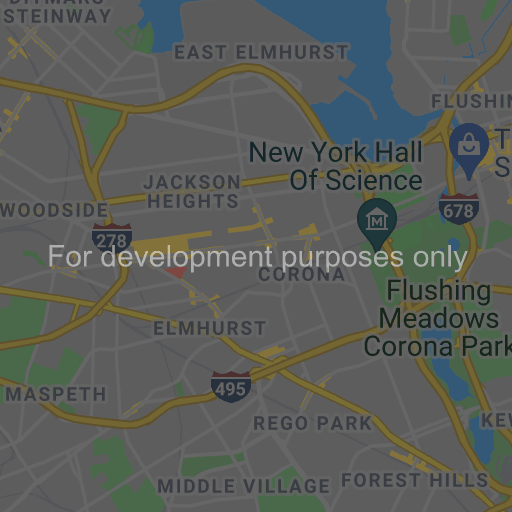 DITMARS
STEINWAY
EAST ELMHURST
FLUSHIN
New York Hall
Of Science
T
S
JACKSON
HEIGHTS
WOODSIDE
678
278
For development purposes only
CORONA
Flushing
Meadows
Corona Park
ELMHURST
495
MASPETH
REGO PARK
KEW
FOREST HILLS
MIDDLE VILLAGE